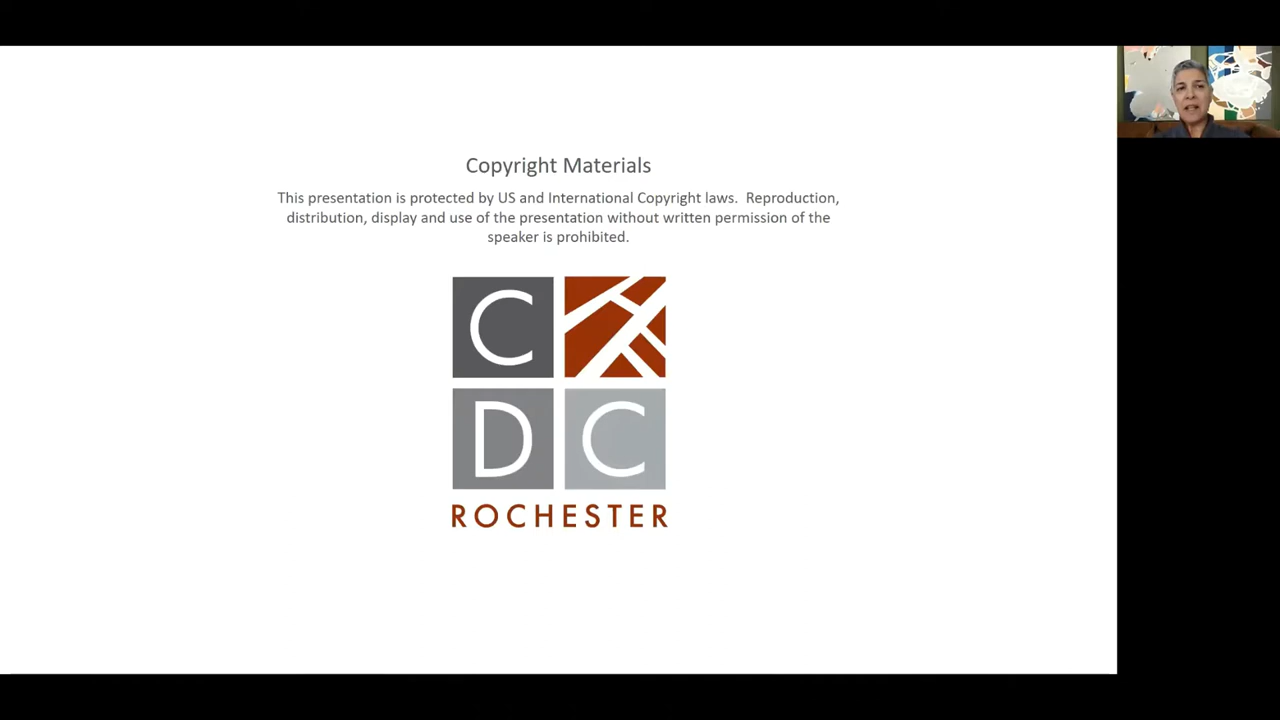 Copyright Materials
This presentation is protected by US and International Copyright laws.  Reproduction,
distribution, display and use of the presentation without written permission of the
speaker is prohibited.
C
D C
ROCHESTER